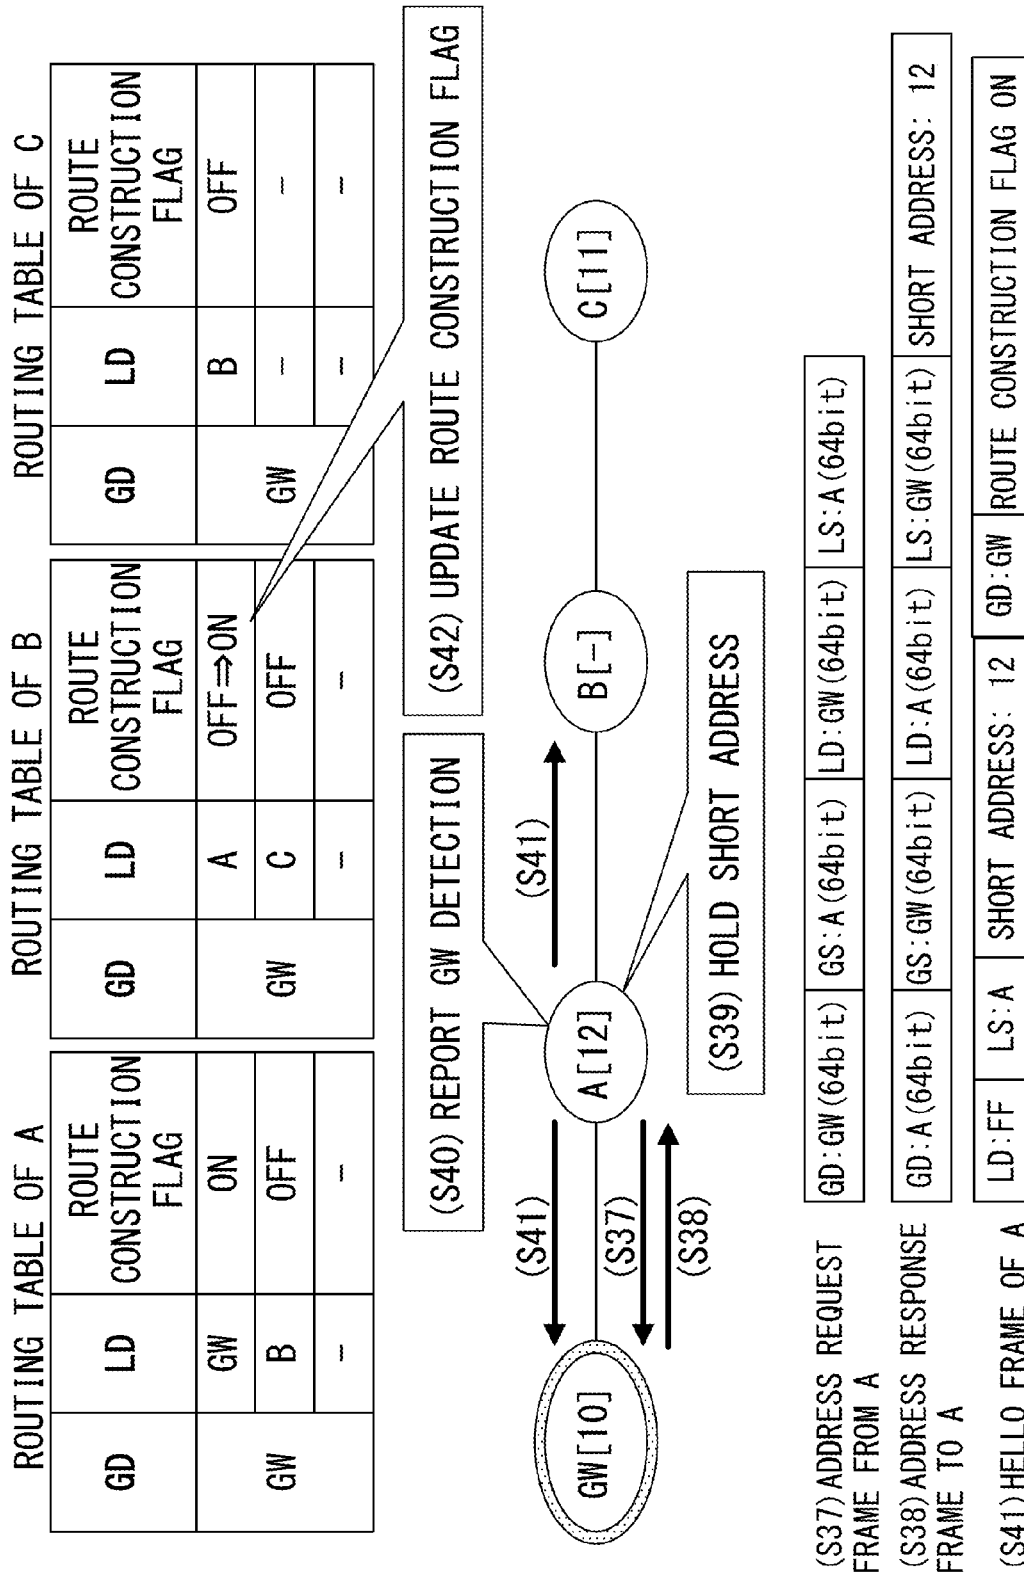 ROUTING TABLE OF A
GD
LD
ROUTE
CONSTRUCTION
FLAG
GW
GW
ON
B
OFF
-
-
ROUTING TABLE OF B
GD
LD
ROUTE
CONSTRUCTION
FLAG
GW
A
OFF⇒ON
C
OFF
-
-
ROUTING TABLE OF C
GD
LD
ROUTE
CONSTRUCTION
FLAG
GW
B
OFF
-
-
-
-
(S40) REPORT GW DETECTION
(S42) UPDATE ROUTE CONSTRUCTION FLAG
(S41)
(S41)
GW[10]
A[12]
B[-]
C[11]
(S37)
(S38)
(S39) HOLD SHORT ADDRESS
(S37) ADDRESS REQUEST
FRAME FROM A
GD:GW(64bit) GS:A(64bit) LD:GW(64bit) LS:A(64bit)
(S38) ADDRESS RESPONSE
FRAME TO A
GD:A(64bit) GS:GW(64bit) LD:A(64bit) LS:GW(64bit) SHORT ADDRESS: 12
(S41) HELLO FRAME OF A
LD:FF LS:A SHORT ADDRESS: 12 GD:GW ROUTE CONSTRUCTION FLAG ON